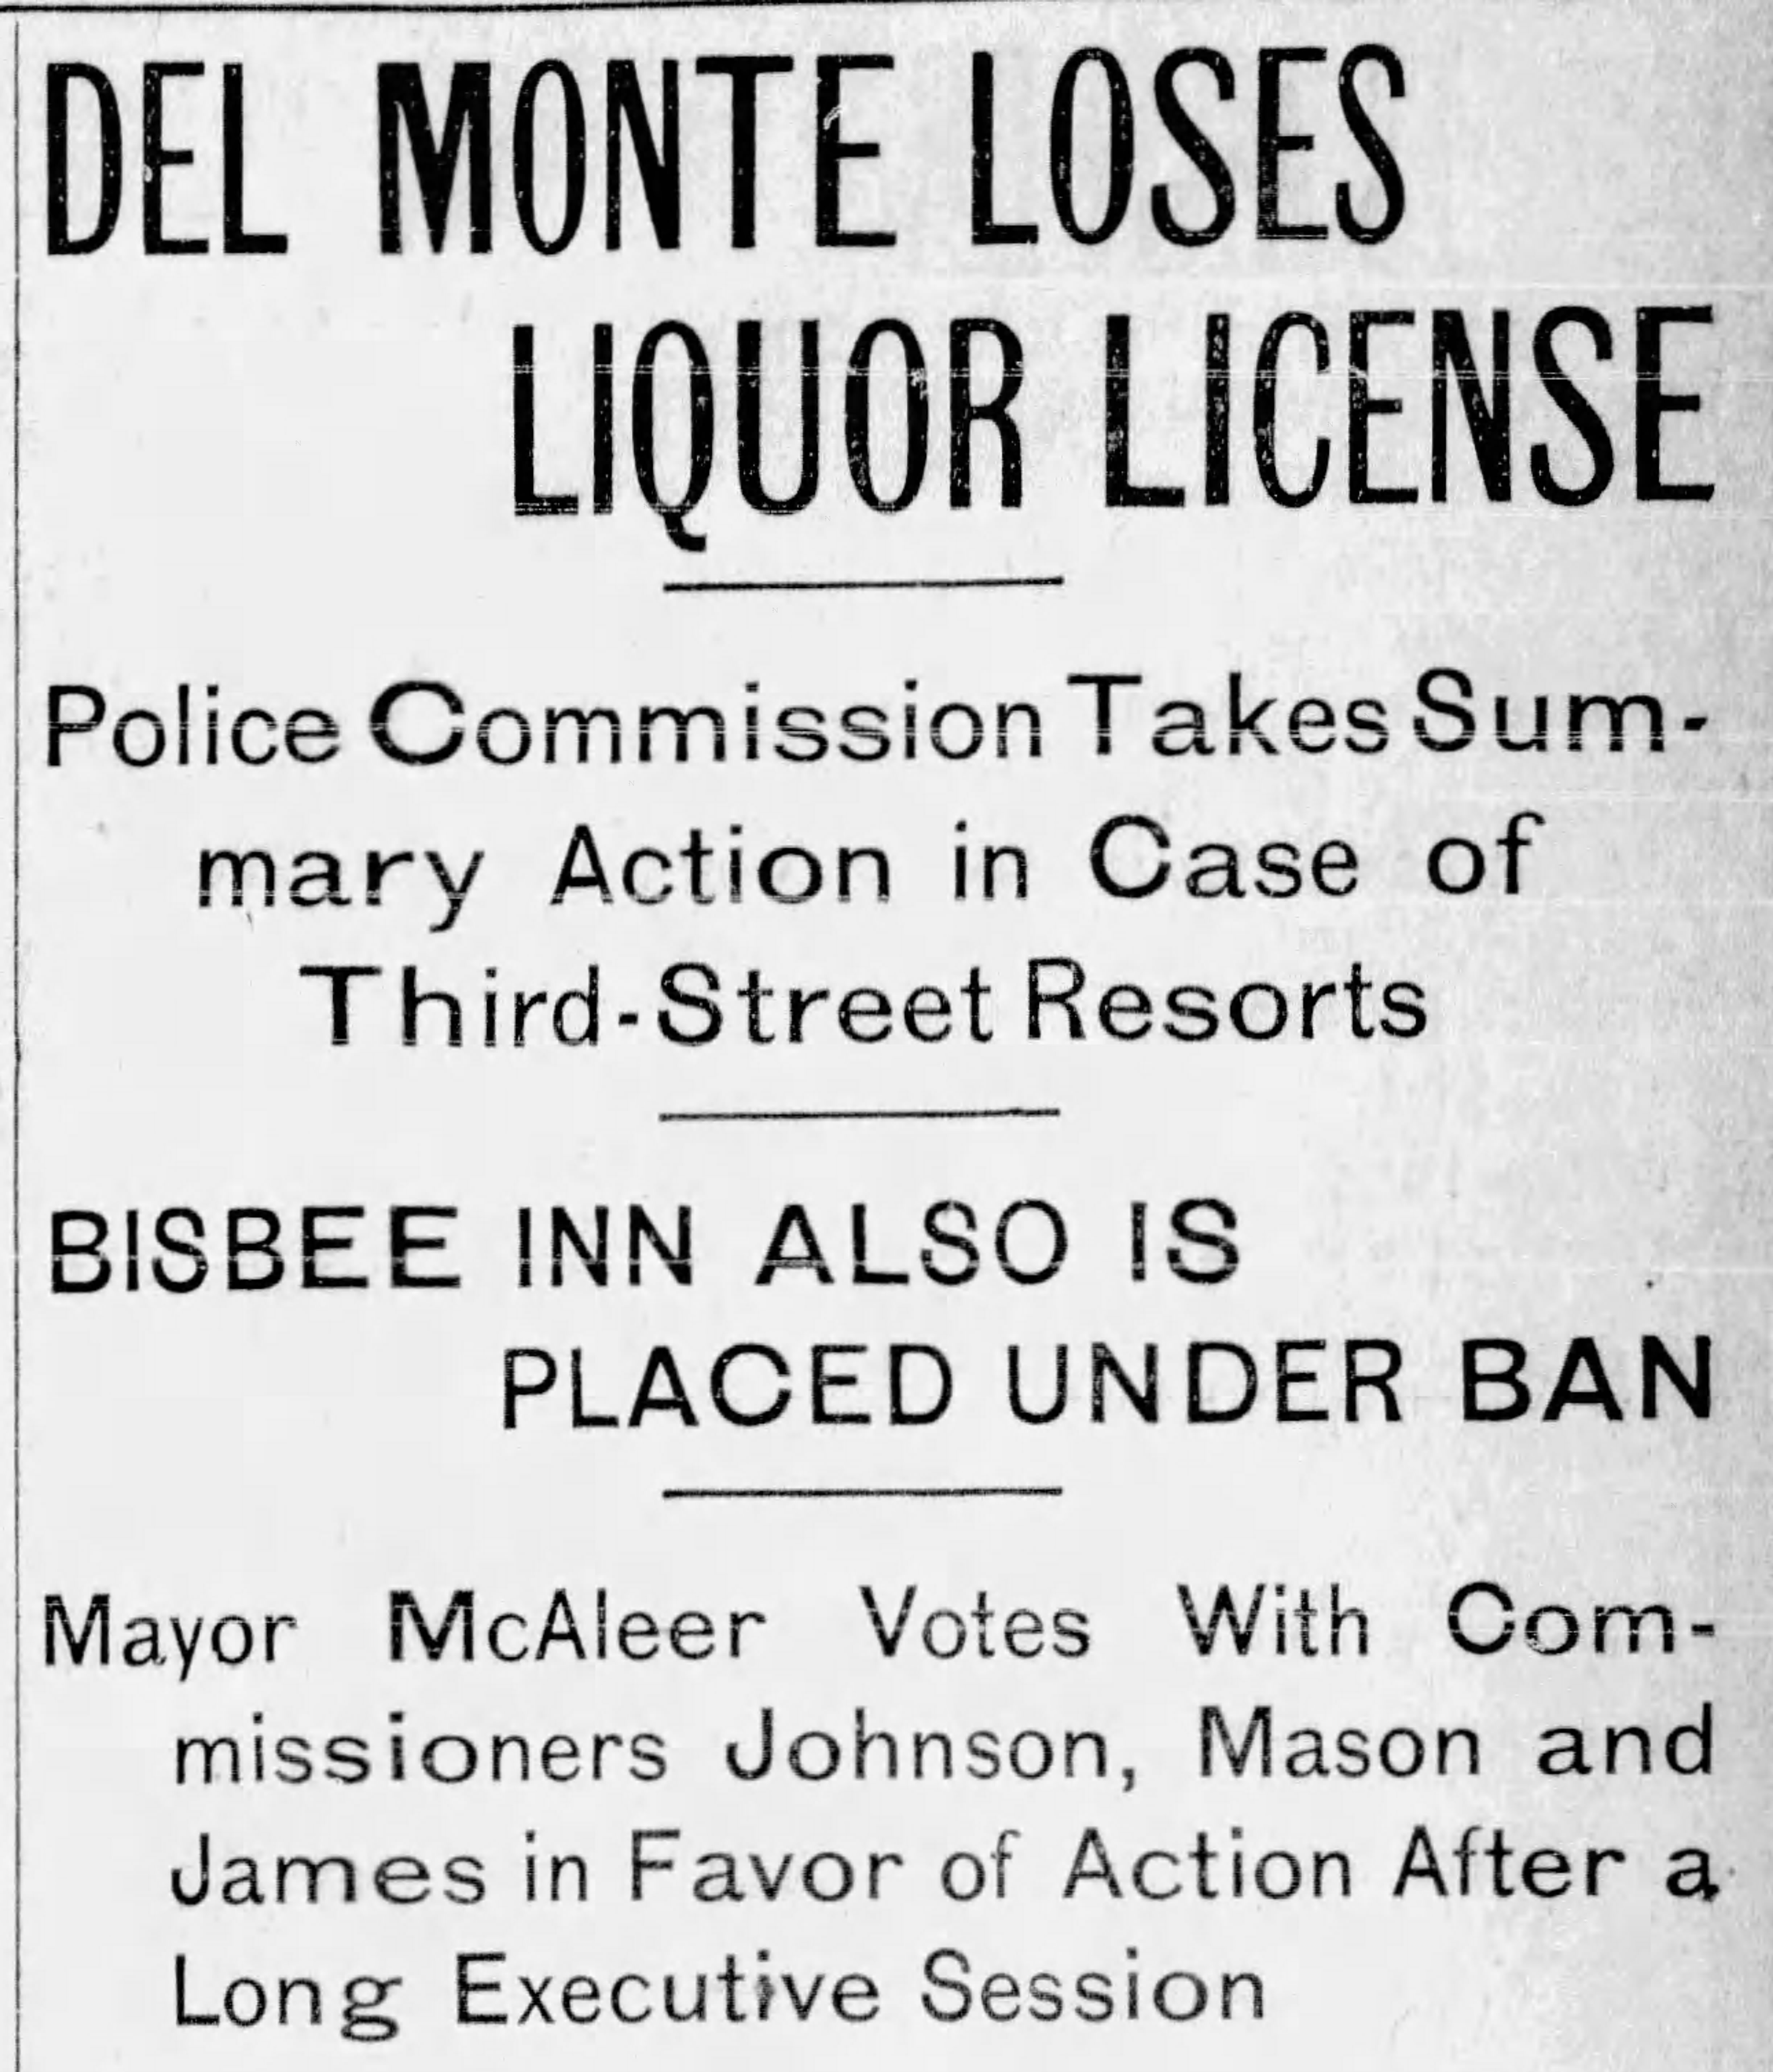 DEL MONTE LOSES
LIQUOR LICENSE
Police Commission Takes Sum-
mary Action in Case of
Third-Street Resorts
BISBEE INN ALSO IS
PLACED UNDER BAN
Mayor McAleer Votes With Com-
missioners Johnson, Mason and
James in Favor of Action After a
Long Executive Session